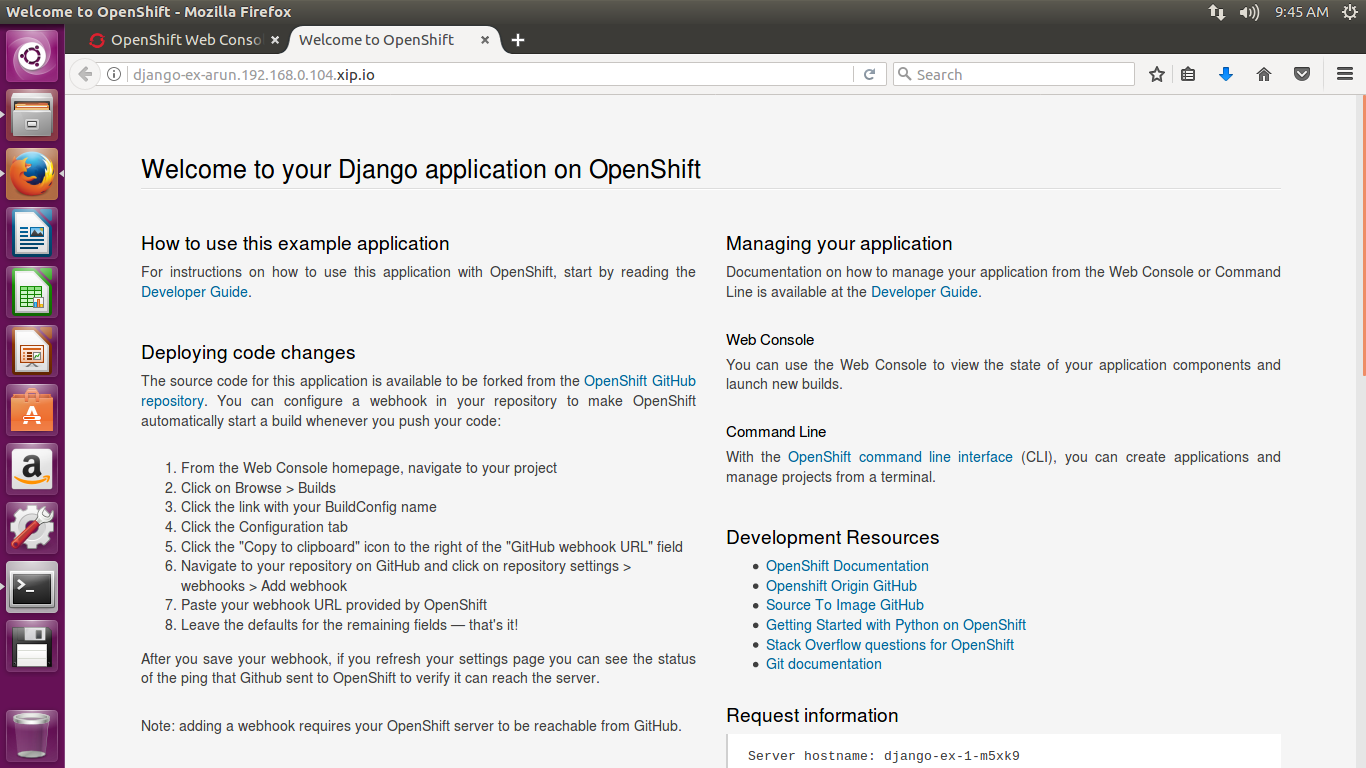 Welcome to OpenShift - Mozilla Firefox
9:45 AM
OpenShift Web Conso
Welcome to OpenShift
django-ex-arun.192.168.0.104.xip.io
Search
Welcome to your Django application on OpenShift
How to use this example application
For instructions on how to use this application with OpenShift, start by reading the
Developer Guide.
Deploying code changes
The source code for this application is available to be forked from the OpenShift GitHub
repository. You can configure a webhook in your repository to make OpenShift
automatically start a build whenever you push your code:
1. From the Web Console homepage, navigate to your project
2. Click on Browse > Builds
3. Click the link with your BuildConfig name
4. Click the Configuration tab
5. Click the "Copy to clipboard" icon to the right of the "GitHub webhook URL" field
6. Navigate to your repository on GitHub and click on repository settings >
webhooks > Add webhook
7. Paste your webhook URL provided by OpenShift
8. Leave the defaults for the remaining fields — that's it!
After you save your webhook, if you refresh your settings page you can see the status
of the ping that Github sent to OpenShift to verify it can reach the server.
Note: adding a webhook requires your OpenShift server to be reachable from GitHub.
Managing your application
Documentation on how to manage your application from the Web Console or Command
Line is available at the Developer Guide.
Web Console
You can use the Web Console to view the state of your application components and
launch new builds.
Command Line
With the OpenShift command line interface (CLI), you can create applications and
manage projects from a terminal.
Development Resources
OpenShift Documentation
Openshift Origin GitHub
Source To Image GitHub
Getting Started with Python on OpenShift
Stack Overflow questions for OpenShift
Git documentation
Request information
Server hostname: django-ex-1-m5xk9